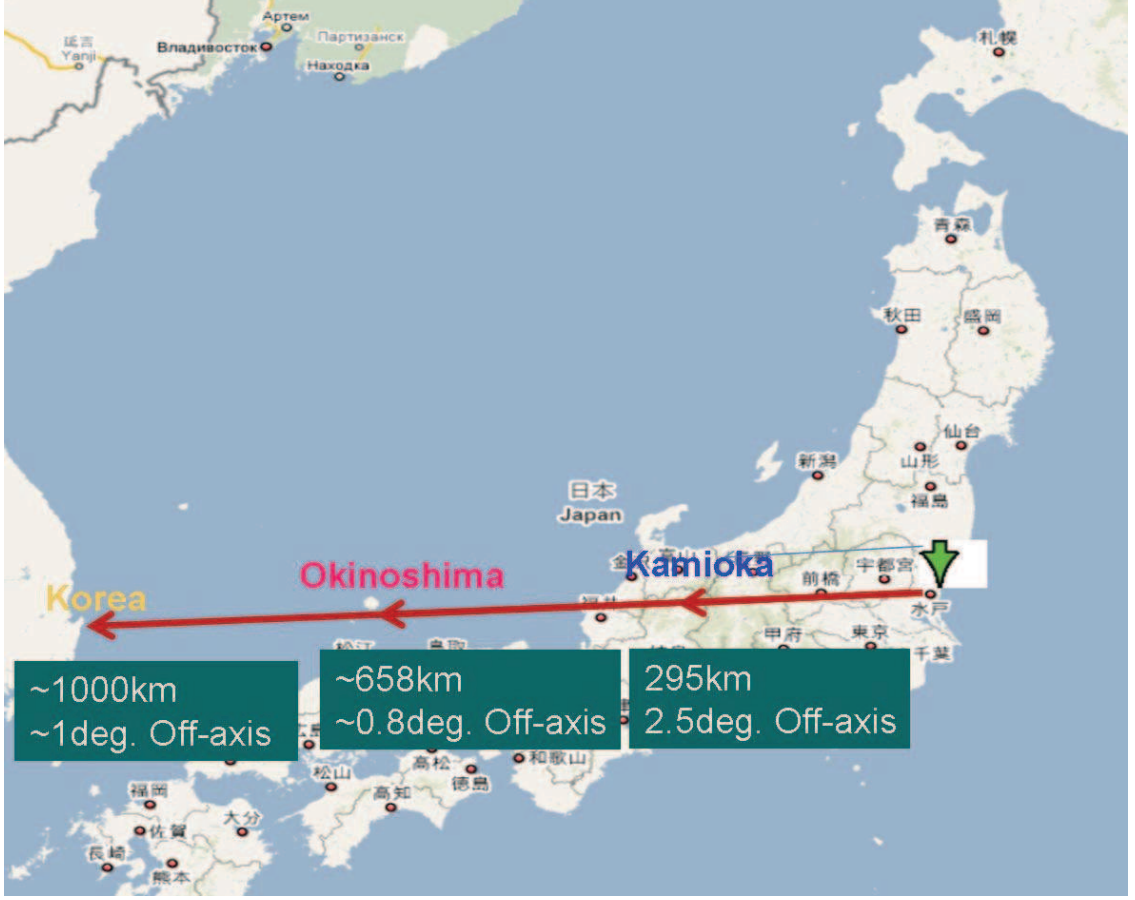 Артем
延吉
Yanji
Владивосток
Партизанск
Находка
札幌
青森
秋田
盛岡
仙台
山形
新潟
福島
日本
Japan
Kamioka
宇都宮
前橋
Okinoshima
Korea
水戸
甲府
東京
千葉
~1000km
~1deg. Off-axis
~658km
~0.8deg. Off-axis
295km
2.5deg. Off-axis
和歌山
高松
徳島
松山
高知
福岡
大分
佐賀
長崎
熊本